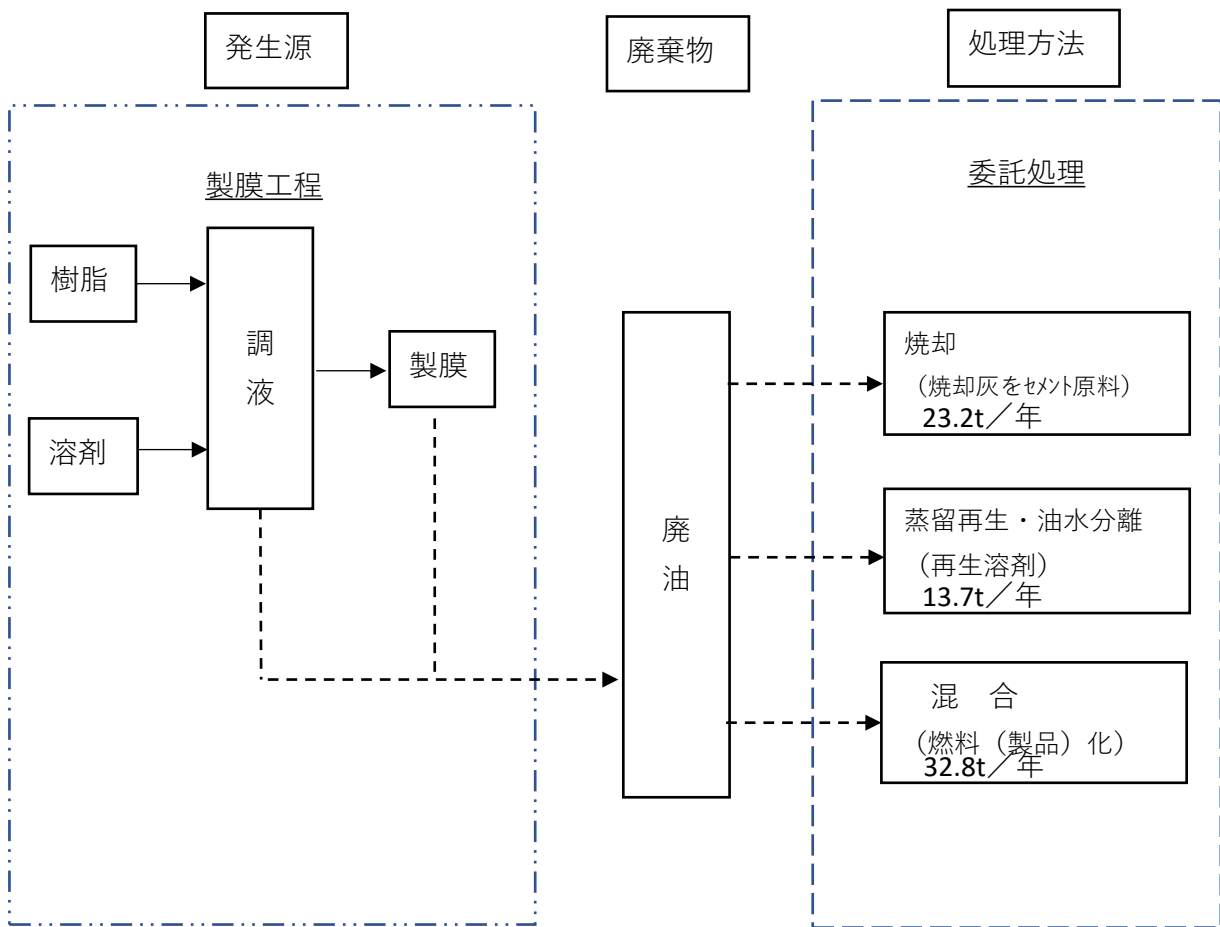 発生源
廃棄物
処理方法
製膜工程
委託処理
樹脂
溶剤
調
液
製膜
廃
油
焼却
（焼却灰をｾﾒﾝﾄ原料）
23.2t／年
蒸留再生・油水分離
（再生溶剤）
13.7t／年
混　合
（燃料（製品）化）
32.8t／年